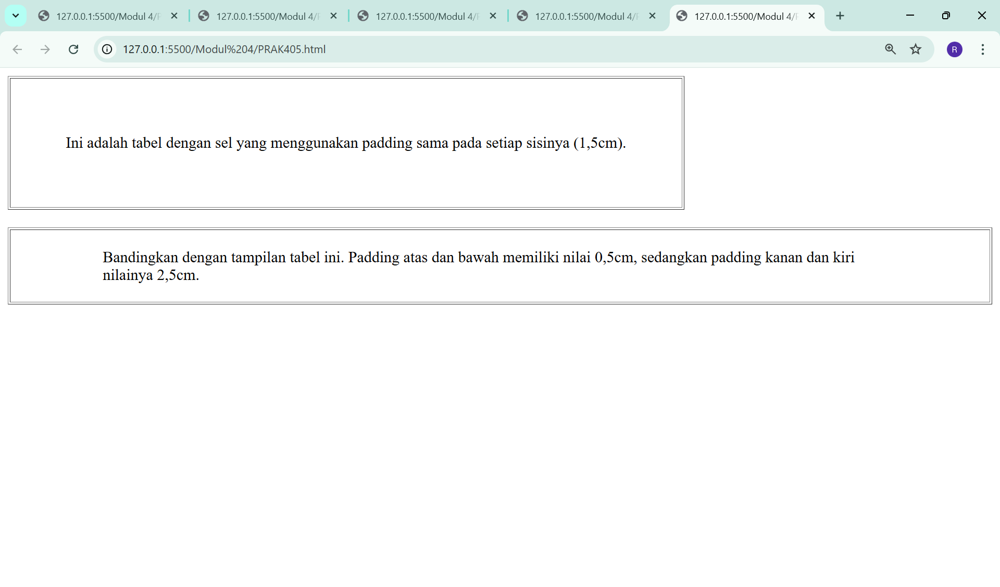 127.0.0.1:5500/Modul 4/P
127.0.0.1:5500/Modul 4/P
127.0.0.1:5500/Modul 4/P
127.0.0.1:5500/Modul 4/P
127.0.0.1:5500/Modul 4/P
127.0.0.1:5500/Modul%204/PRAK405.html
R
Ini adalah tabel dengan sel yang menggunakan padding sama pada setiap sisinya (1,5cm).
Bandingkan dengan tampilan tabel ini. Padding atas dan bawah memiliki nilai 0,5cm, sedangkan padding kanan dan kiri
nilainya 2,5cm.